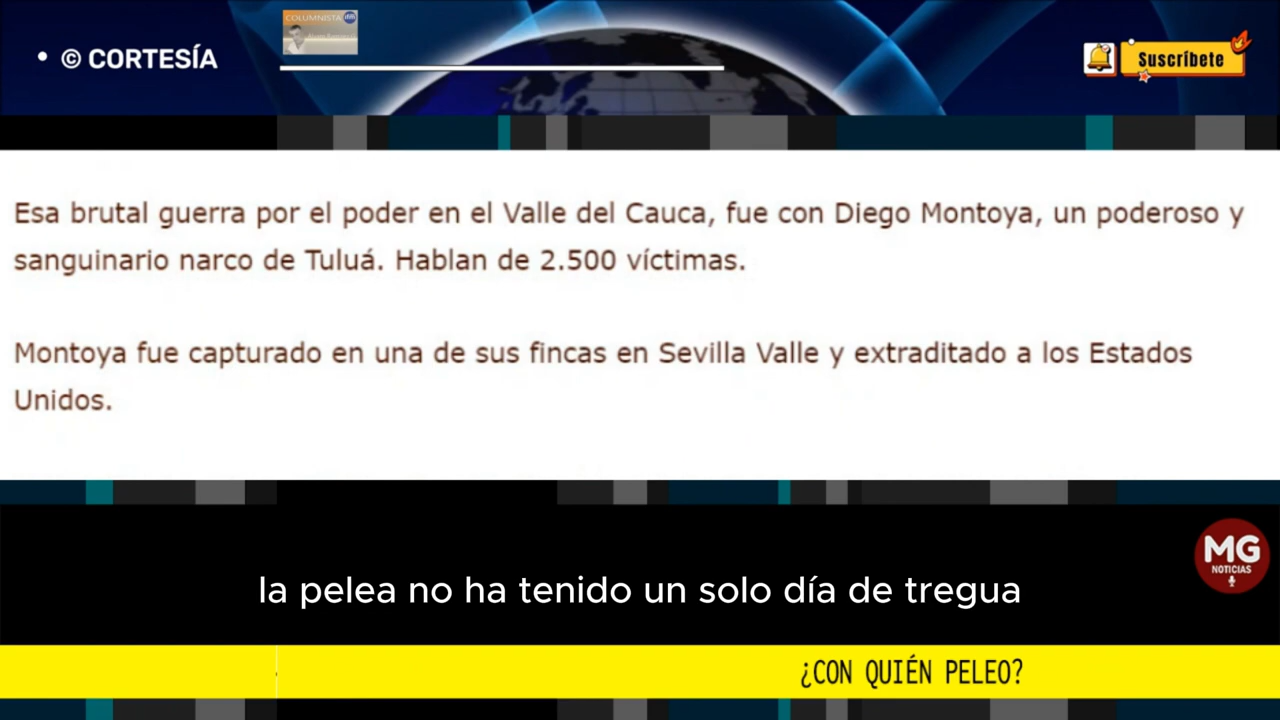 • © CORTESÍA
COLUMNISTA
Suscríbete
Esa brutal guerra por el poder en el Valle del Cauca, fue con Diego Montoya, un poderoso y
sanguinario narco de Tuluá. Hablan de 2.500 víctimas.
Montoya fue capturado en una de sus fincas en Sevilla Valle y extraditado a los Estados
Unidos.
MG
NOTICIAS
la pelea no ha tenido un solo día de tregua
¿CON QUIÉN PELEO?